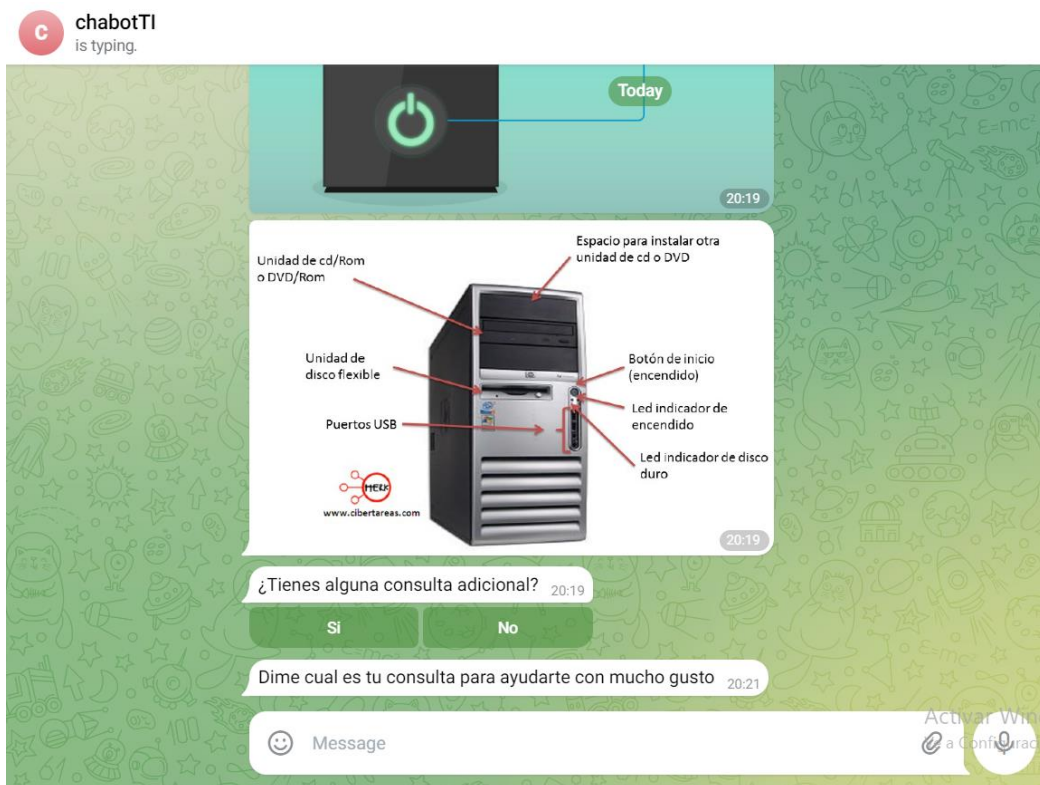 C
chabotTI
is typing.
Today
20:19
Espacio para instalar otra
unidad de cd o DVD
Unidad de cd/Rom
o DVD/Rom
Unidad de
disco flexible
Botón de inicio
(encendido)
Led indicador de
encendido
Puertos USB
Led indicador de disco
duro
MERK
www.cibertareas.com
20:19
¿Tienes alguna consulta adicional? 20:19
Si No
Dime cual es tu consulta para ayudarte con mucho gusto 20:21
Message
Activar Win
a Configuraci